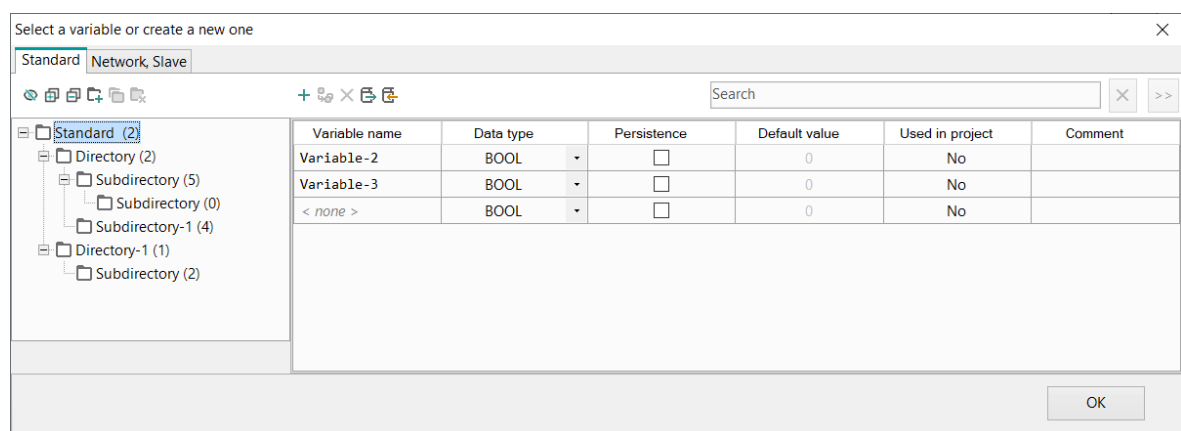 Select a variable or create a new one
Standard Network, Slave
Search >>
Standard (2)
Directory (2)
Subdirectory (5)
Subdirectory (0)
Subdirectory-1 (4)
Directory-1 (1)
Subdirectory (2)
Variable name Data type Persistence Default value Used in project Comment
Variable-2 BOOL 0 No
Variable-3 BOOL 0 No
< none > BOOL 0 No
OK